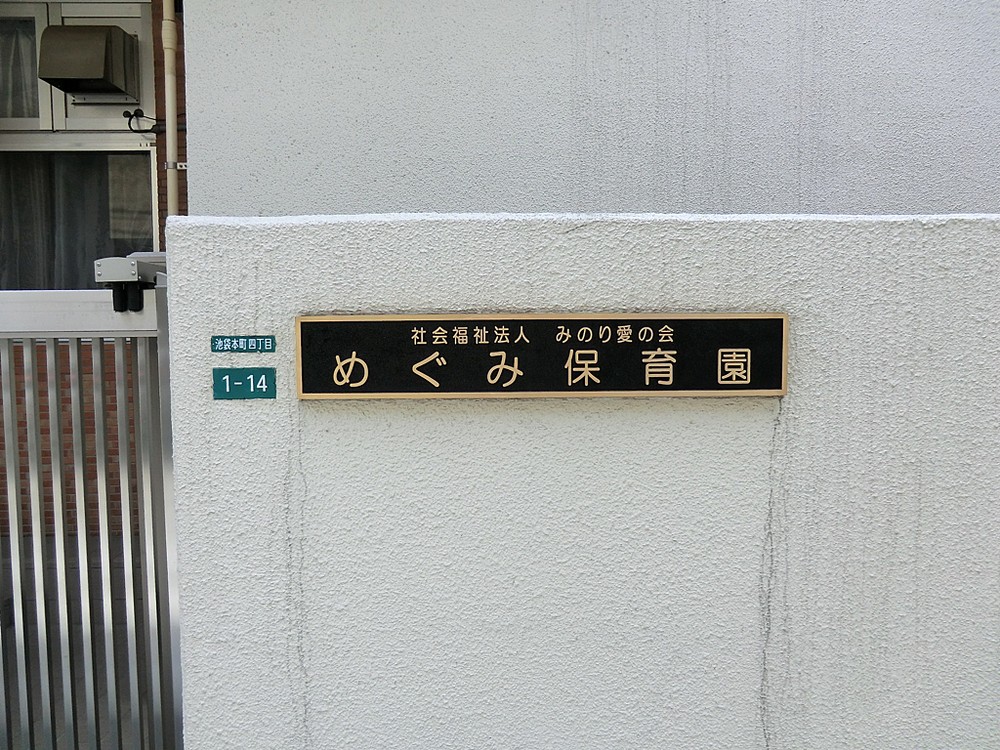 池袋本町四丁目
1-14
社会福祉法人 みのり愛の会
めぐみ保育園